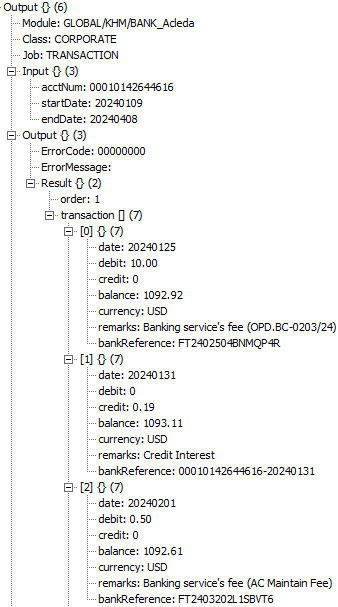 Output {} (6)
Module: GLOBAL/KHM/BANK_Acleda
Class: CORPORATE
Job: TRANSACTION
Input {} (3)
acctNum: 00010142644616
startDate: 20240109
endDate: 20240408
Output {} (3)
ErrorCode: 00000000
ErrorMessage:
Result {} (2)
order: 1
transaction [] (7)
[0] {} (7)
date: 20240125
debit: 10.00
credit: 0
balance: 1092.92
currency: USD
remarks: Banking service's fee (OPD.BC-0203/24)
bankReference: FT2402504BNMQP4R
[1] {} (7)
date: 20240131
debit: 0
credit: 0.19
balance: 1093.11
currency: USD
remarks: Credit Interest
bankReference: 00010142644616-20240131
[2] {} (7)
date: 20240201
debit: 0.50
credit: 0
balance: 1092.61
currency: USD
remarks: Banking service's fee (AC Maintain Fee)
bankReference: FT2403202L1SBVT6